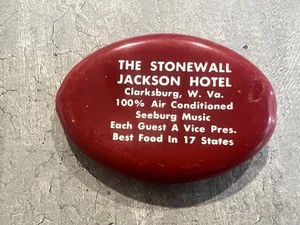 THE STONEWALL
JACKSON HOTEL
Clarksburg, W. Va.
100% Air Conditioned
Seeburg Music
Each Guest A Vice Pres.
Best Food In 17 States